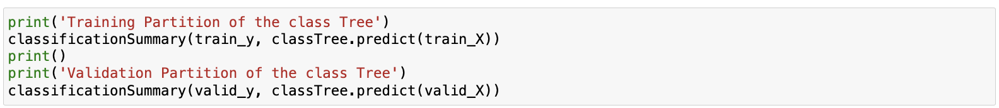 print('Training Partition of the class Tree')
classificationSummary(train_y, classTree.predict(train_X))
print()
print('Validation Partition of the class Tree')
classificationSummary(valid_y, classTree.predict(valid_X))